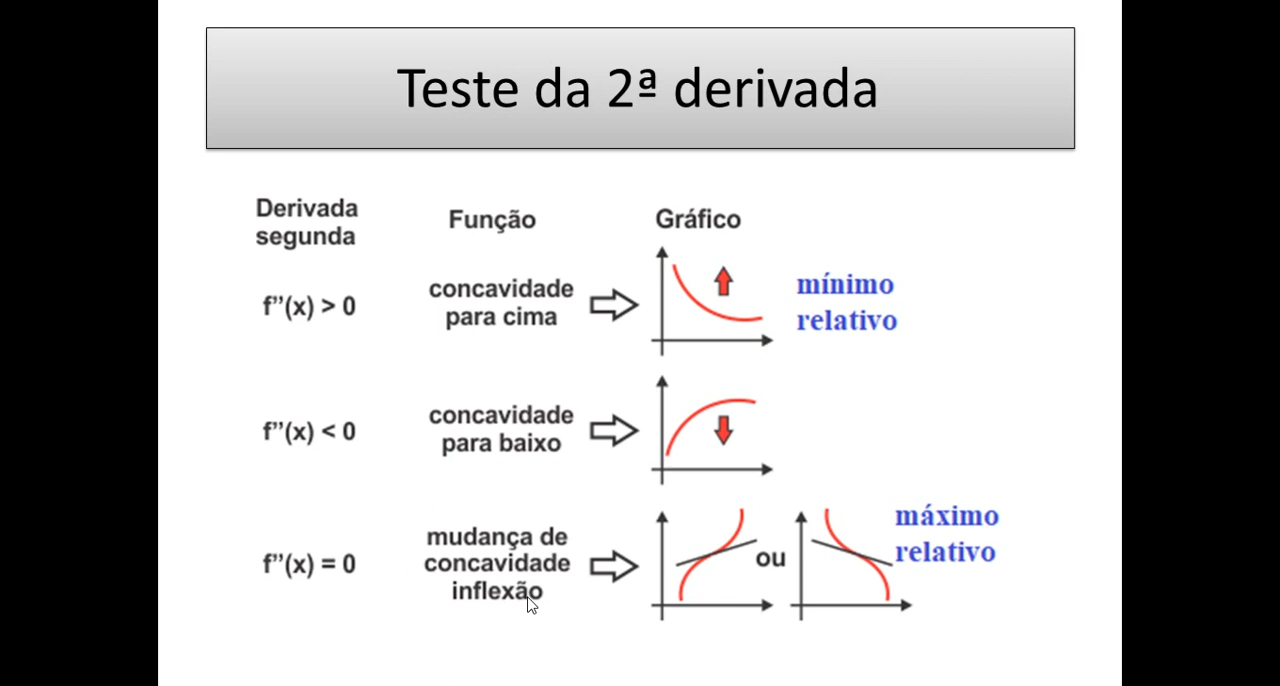 Teste da 2ª derivada
Derivada
segunda
Função
Gráfico
f”(x) > 0
concavidade
para cima
mínimo
relativo
f”(x) < 0
concavidade
para baixo
f”(x) = 0
mudança de
concavidade
inflexão
ou
máximo
relativo